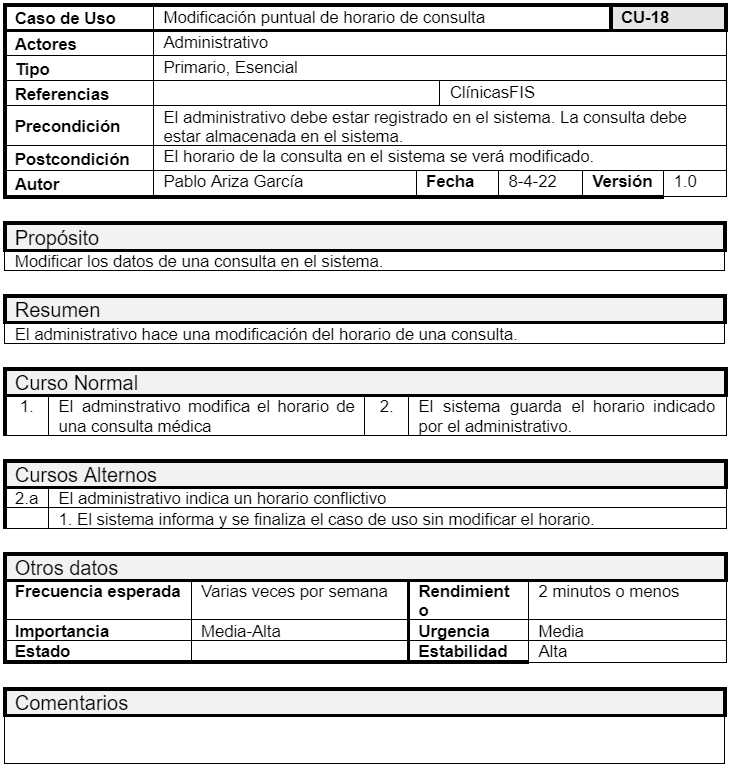 Caso de Uso Modificación puntual de horario de consulta CU-18
Actores Administrativo
Tipo Primario, Esencial
Referencias ClínicasFIS
Precondición El administrativo debe estar registrado en el sistema. La consulta debe
estar almacenada en el sistema.
Postcondición El horario de la consulta en el sistema se verá modificado.
Autor Pablo Ariza García Fecha 8-4-22 Versión 1.0
Propósito
Modificar los datos de una consulta en el sistema.
Resumen
El administrativo hace una modificación del horario de una consulta.
Curso Normal
1. El adminstrativo modifica el horario de
una consulta médica
2. El sistema guarda el horario indicado
por el administrativo.
Cursos Alternos
2.a El administrativo indica un horario conflictivo
1. El sistema informa y se finaliza el caso de uso sin modificar el horario.
Otros datos
Frecuencia esperada Varias veces por semana
Rendimient
o
2 minutos o menos
Importancia Media-Alta Urgencia Media
Estado Estabilidad Alta
Comentarios